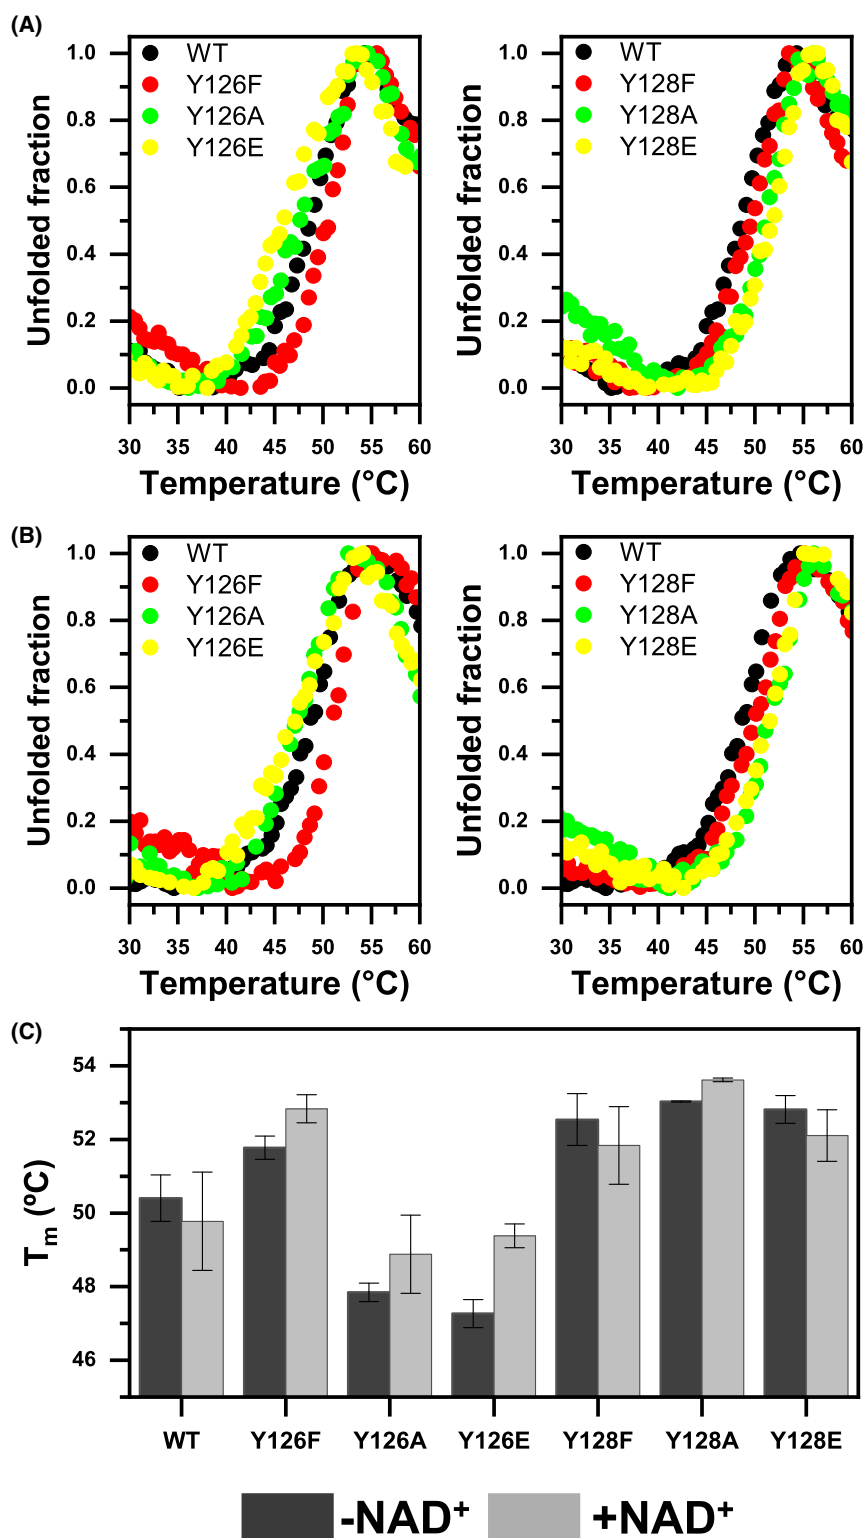 (A)
WT
Y126F
Y126A
Y126E
1.0
0.8
0.6
0.4
0.2
0.0
Unfolded fraction
30 35 40 45 50 55 60
Temperature (°C)
WT
Y128F
Y128A
Y128E
1.0
0.8
0.6
0.4
0.2
0.0
Unfolded fraction
30 35 40 45 50 55 60
Temperature (°C)
(B)
WT
Y126F
Y126A
Y126E
1.0
0.8
0.6
0.4
0.2
0.0
Unfolded fraction
30 35 40 45 50 55 60
Temperature (°C)
WT
Y128F
Y128A
Y128E
1.0
0.8
0.6
0.4
0.2
0.0
Unfolded fraction
30 35 40 45 50 55 60
Temperature (°C)
(C)
54
52
50
48
46
Tm (ºC)
WT Y126F Y126A Y126E Y128F Y128A Y128E
-NAD+ +NAD+